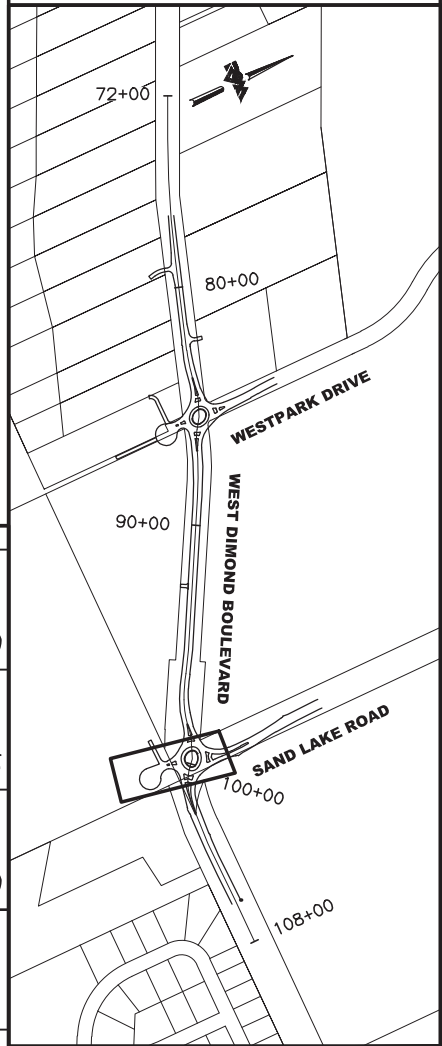 72+00
80+00
WESTPARK DRIVE
90+00
WEST DIMOND BOULEVARD
SAND LAKE ROAD
100+00
108+00